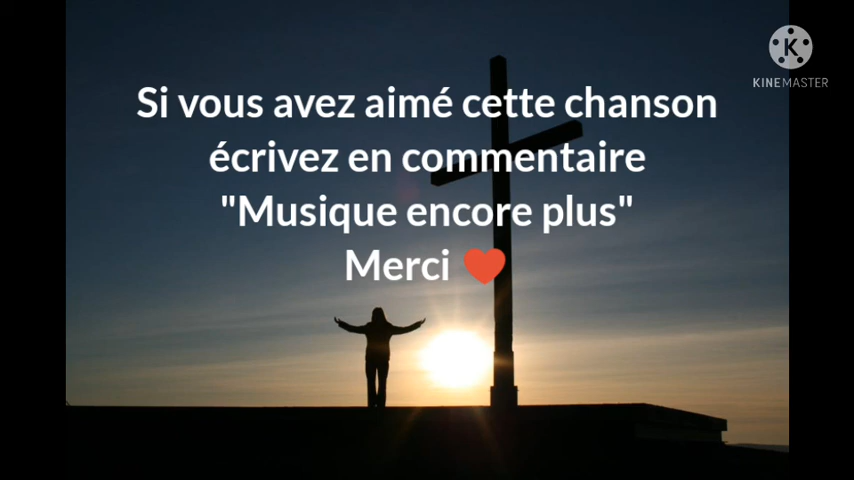 Si vous avez aimé cette chanson
écrivez en commentaire
"Musique encore plus"
Merci ❤️
K
KINEMASTER